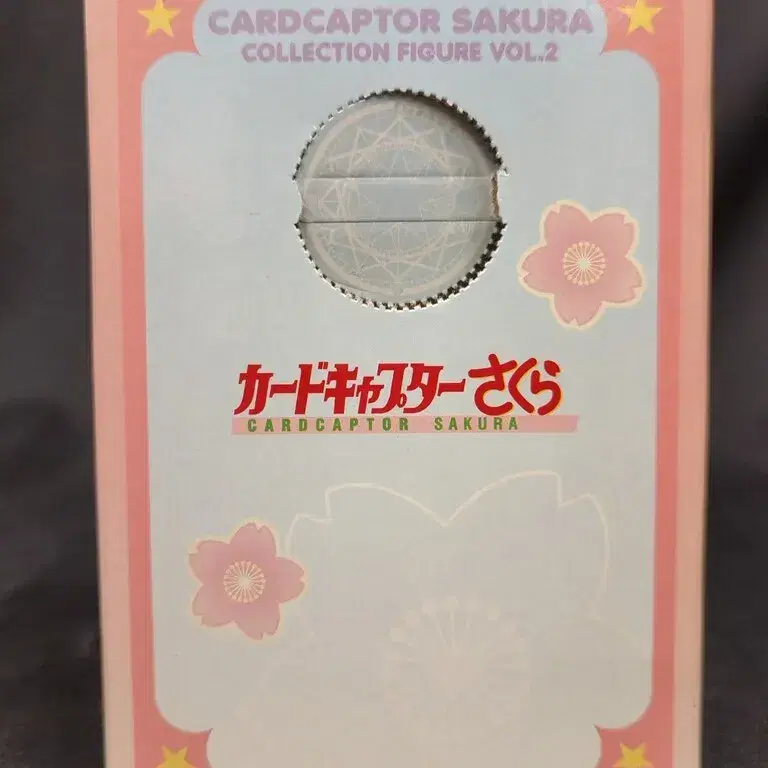 CARDCAPTOR SAKURA
COLLECTION FIGURE VOL.2
カードキャプターさくら
CARDCAPTOR SAKURA